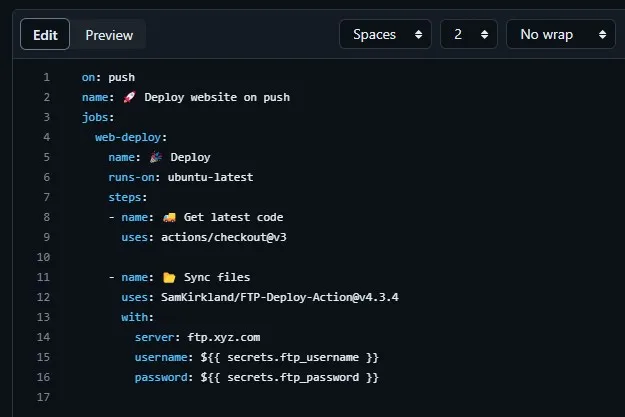 Edit Preview Spaces 2 No wrap
1 on: push
2 name: 🚀 Deploy website on push
3 jobs:
4 web-deploy:
5 name: 🎉 Deploy
6 runs-on: ubuntu-latest
7 steps:
8 - name: 🚚 Get latest code
9 uses: actions/checkout@v3
10
11 - name: 📂 Sync files
12 uses: SamKirkland/FTP-Deploy-Action@v4.3.4
13 with:
14 server: ftp.xyz.com
15 username: ${{ secrets.ftp_username }}
16 password: ${{ secrets.ftp_password }}
17